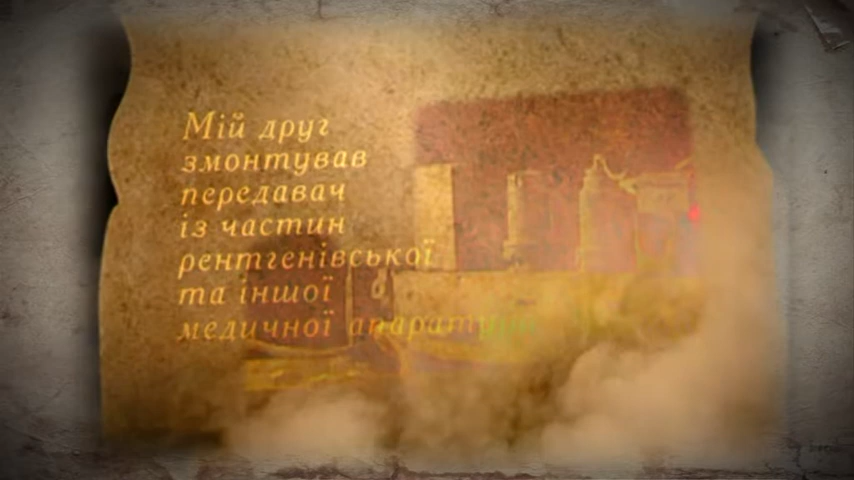 Мій друг
змонтував
передавач
із частин
рентгенівської
та іншої
медичної апаратури